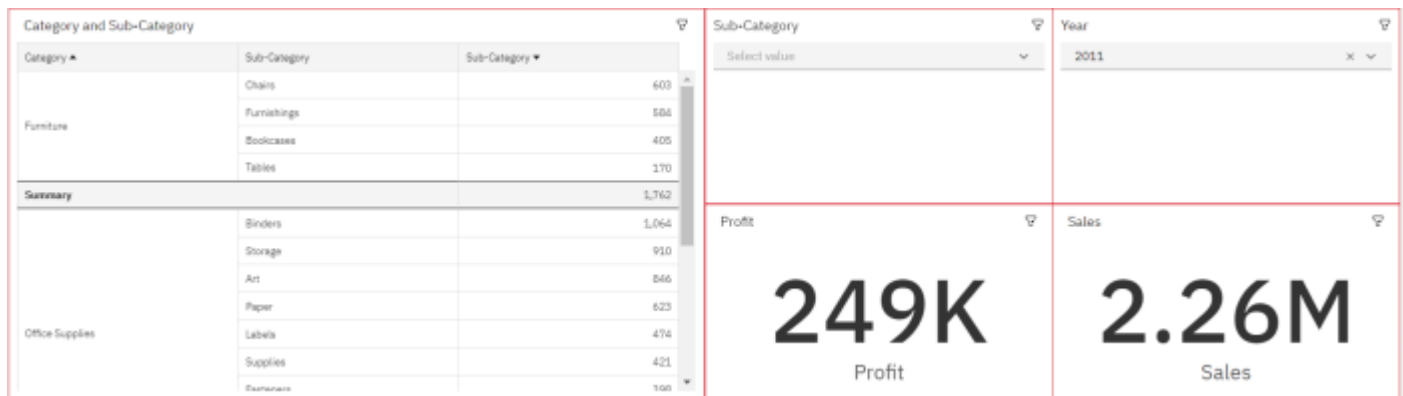 Category and Sub-Category
Category ▲ Sub-Category Sub-Category ▼
Furniture
Chairs 603
Furnishings 584
Bookcases 405
Tables 170
Summary 1,762
Office Supplies
Binders 1,064
Storage 910
Art 846
Paper 623
Labels 474
Supplies 421
Sub-Category
Select value
Year
2011
Profit
249K
Profit
Sales
2.26M
Sales